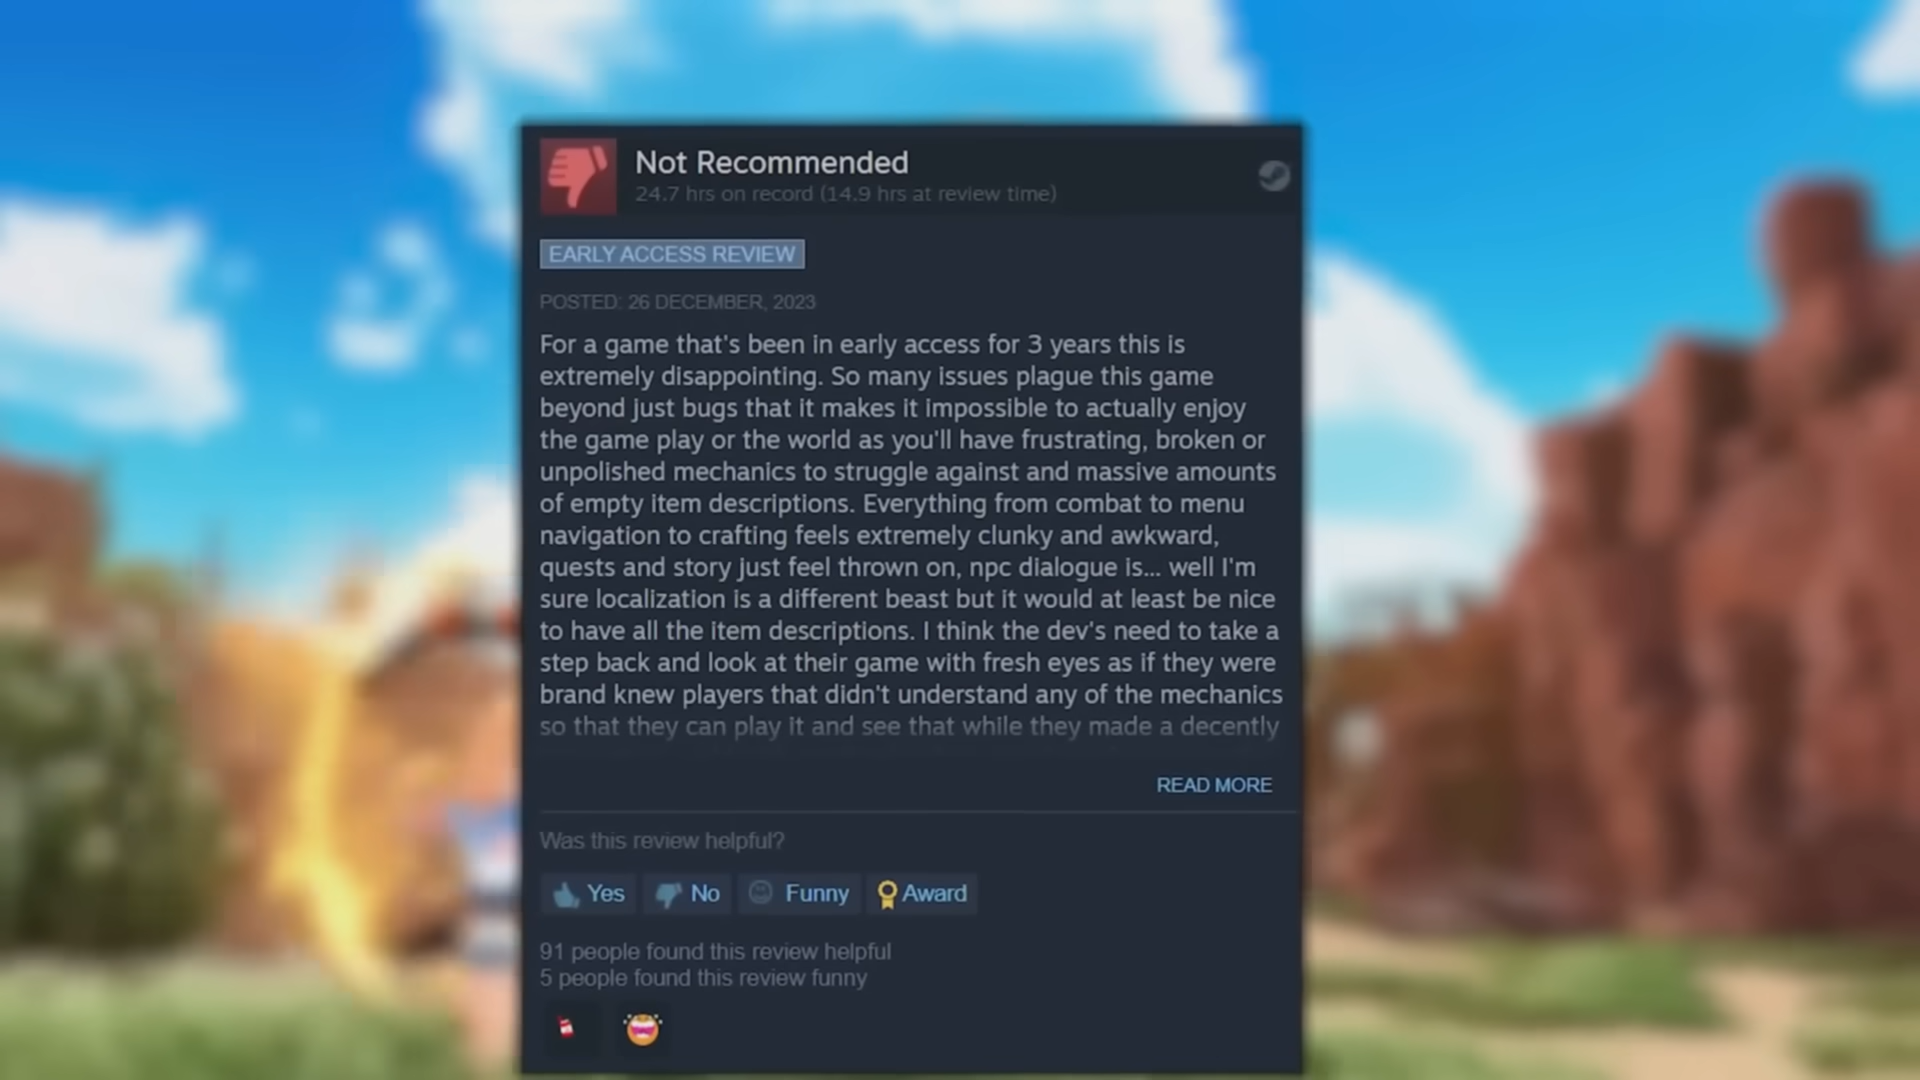 Not Recommended
24.7 hrs on record (14.9 hrs at review time)
EARLY ACCESS REVIEW
POSTED: 26 DECEMBER, 2023
For a game that's been in early access for 3 years this is
extremely disappointing. So many issues plague this game
beyond just bugs that it makes it impossible to actually enjoy
the game play or the world as you'll have frustrating, broken or
unpolished mechanics to struggle against and massive amounts
of empty item descriptions. Everything from combat to menu
navigation to crafting feels extremely clunky and awkward,
quests and story just feel thrown on, npc dialogue is... well I'm
sure localization is a different beast but it would at least be nice
to have all the item descriptions. I think the dev's need to take a
step back and look at their game with fresh eyes as if they were
brand knew players that didn't understand any of the mechanics
so that they can play it and see that while they made a decently
READ MORE
Was this review helpful?
Yes No Funny Award
91 people found this review helpful
5 people found this review funny